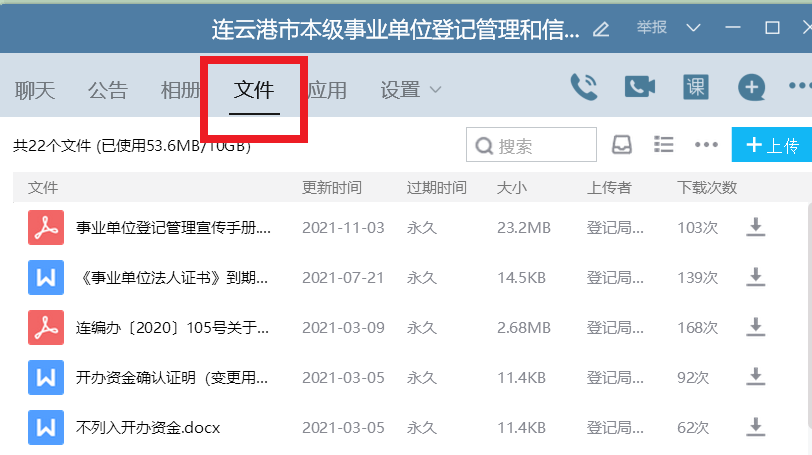 连云港市本级事业单位登记管理和信... 举报
聊天 公告 相册 文件 应用 设置 课
共22个文件 (已使用53.6MB/10GB) 搜索 上传
文件 更新时间 过期时间 大小 上传者 下载次数
事业单位登记管理宣传手册.... 2021-11-03 永久 23.2MB 登记局... 103次
《事业单位法人证书》到期... 2021-07-21 永久 14.5KB 登记局... 139次
连编办〔2020〕105号关于... 2021-03-09 永久 2.68MB 登记局... 168次
开办资金确认证明（变更用... 2021-03-05 永久 11.4KB 登记局... 92次
不列入开办资金.docx 2021-03-05 永久 11.4KB 登记局... 62次